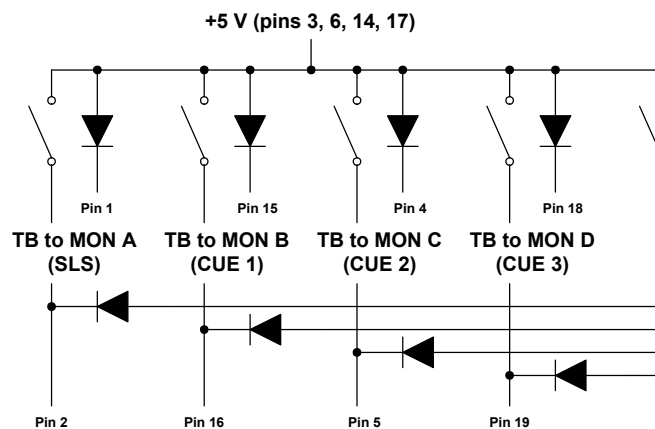 +5 V (pins 3, 6, 14, 17)
Pin 1
Pin 15
Pin 4
Pin 18
TB to MON A
(SLS)
TB to MON B
(CUE 1)
TB to MON C
(CUE 2)
TB to MON D
(CUE 3)
Pin 2
Pin 16
Pin 5
Pin 19